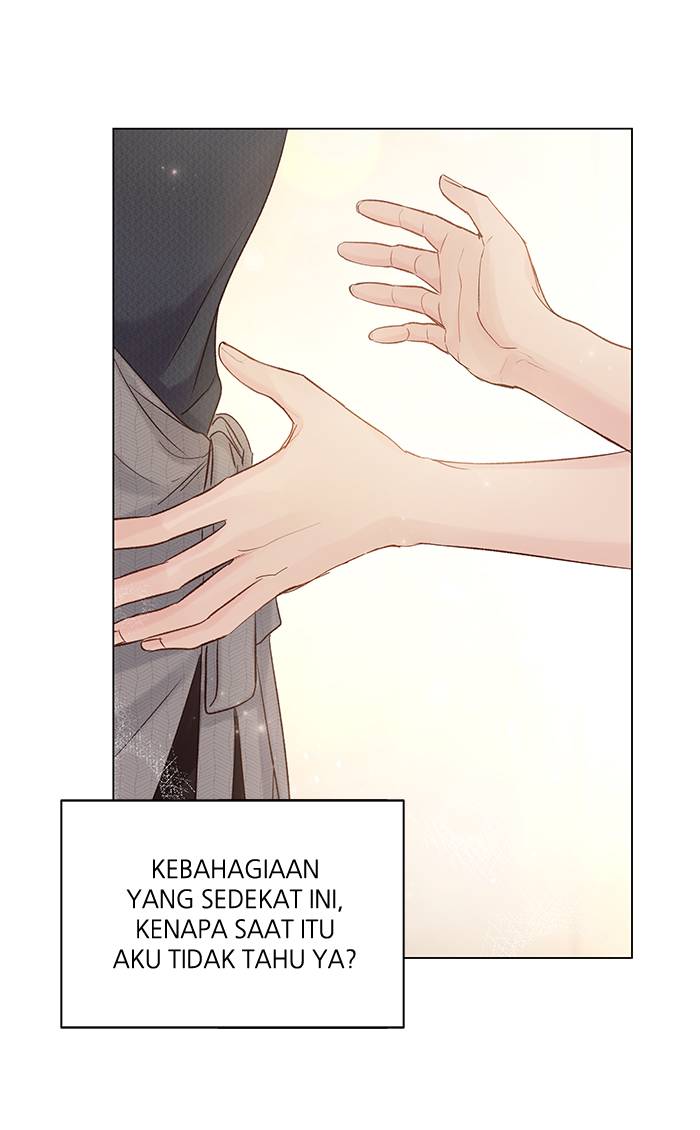 KEBAHAGIAAN
YANG SEDEKAT INI,
KENAPA SAAT ITU
AKU TIDAK TAHU YA?